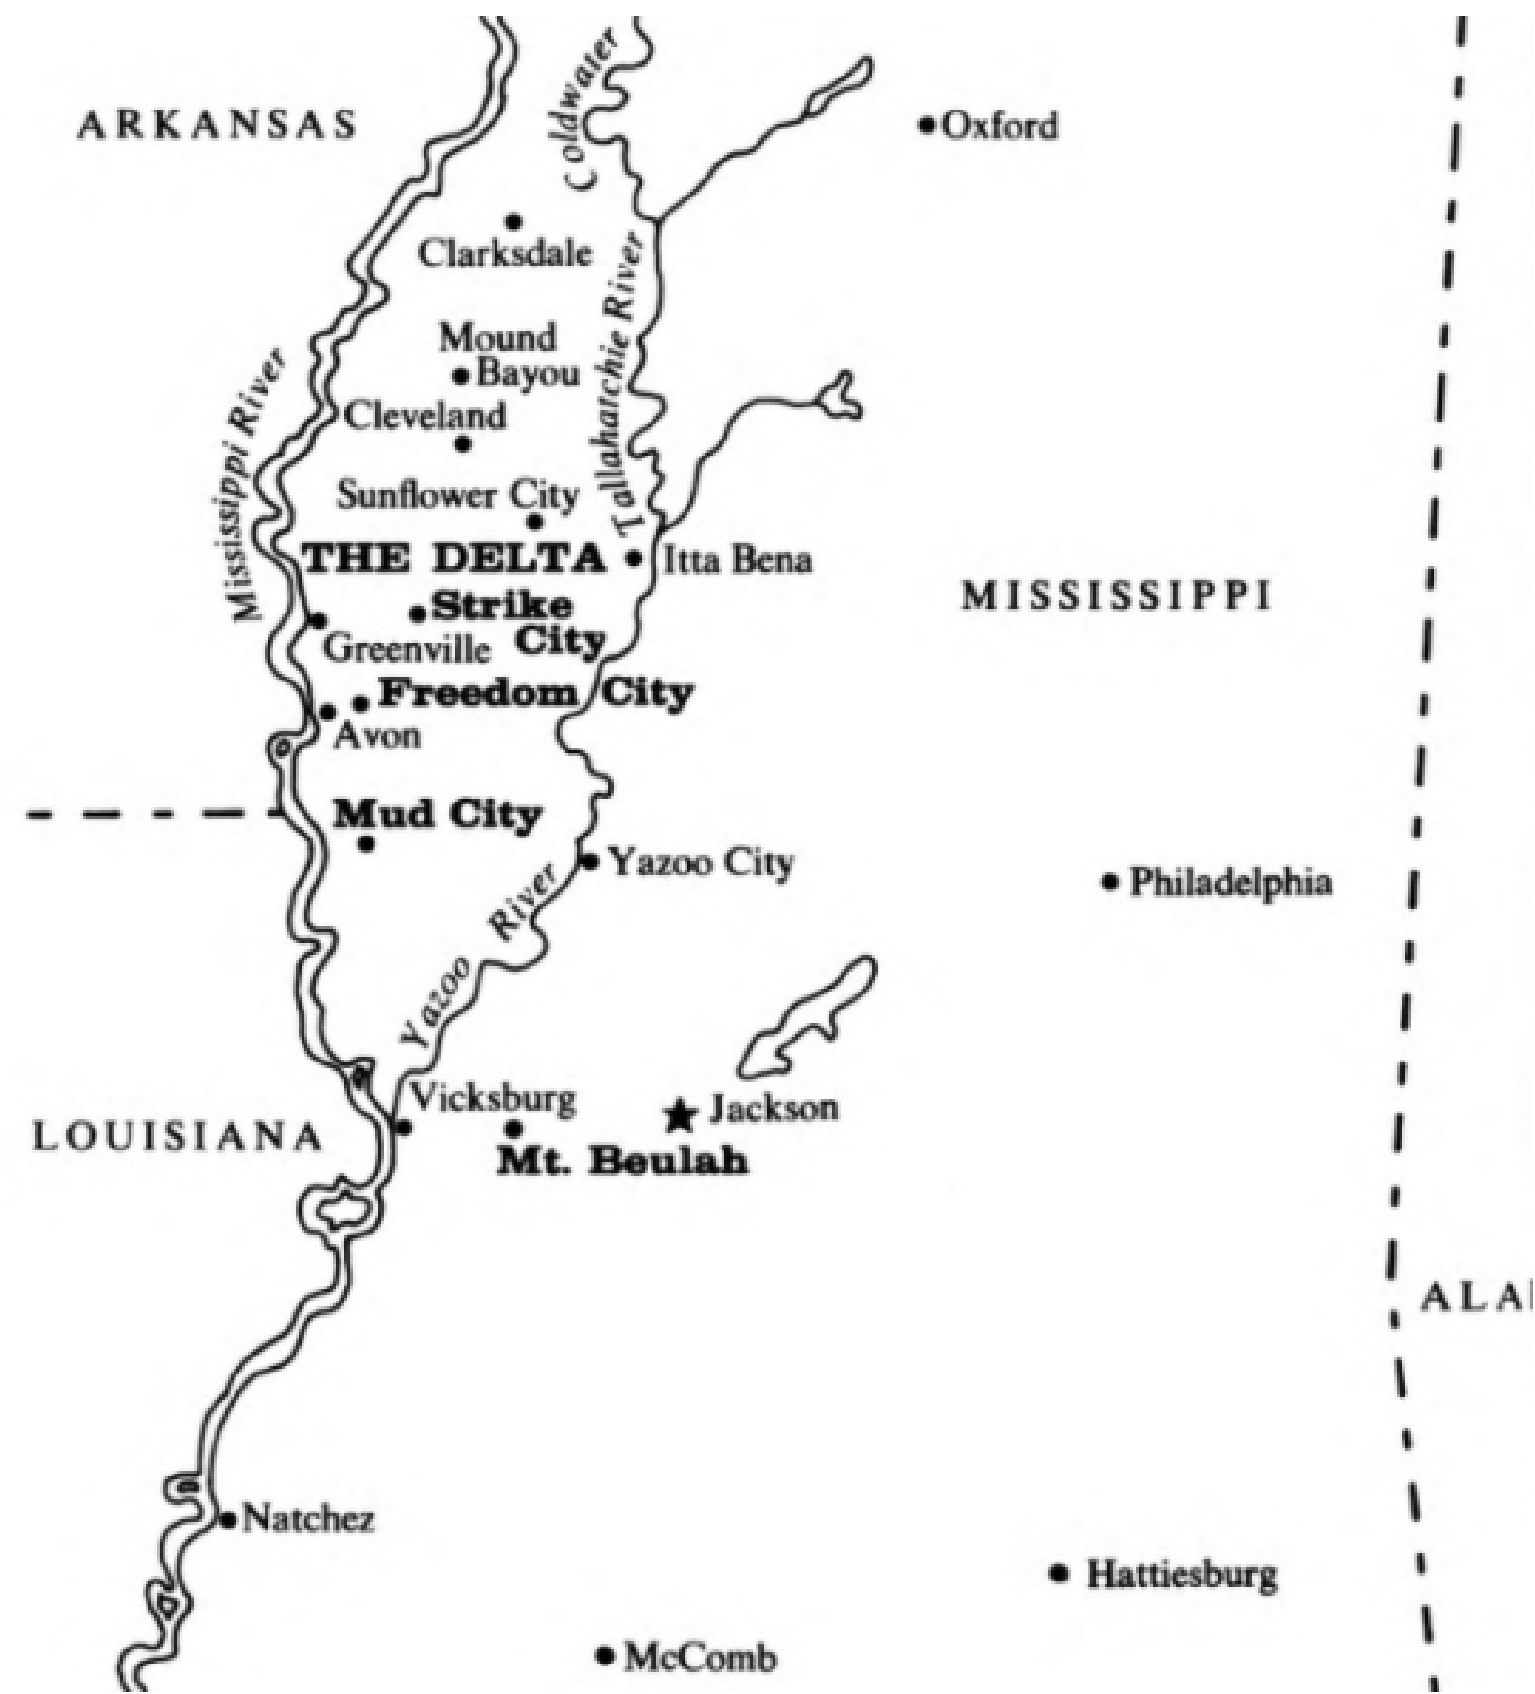 Coldwater
ARKANSAS
Oxford
Clarksdale
Tallahatchie River
Mound
Bayou
Mississippi River
Cleveland
Sunflower City
THE DELTA
Itta Bena
Strike
City
MISSISSIPPI
Greenville
Freedom City
Avon
Mud City
Yazoo City
Philadelphia
Yazoo River
Vicksburg
Jackson
LOUISIANA
Mt. Beulah
ALA
Natchez
Hattiesburg
McComb